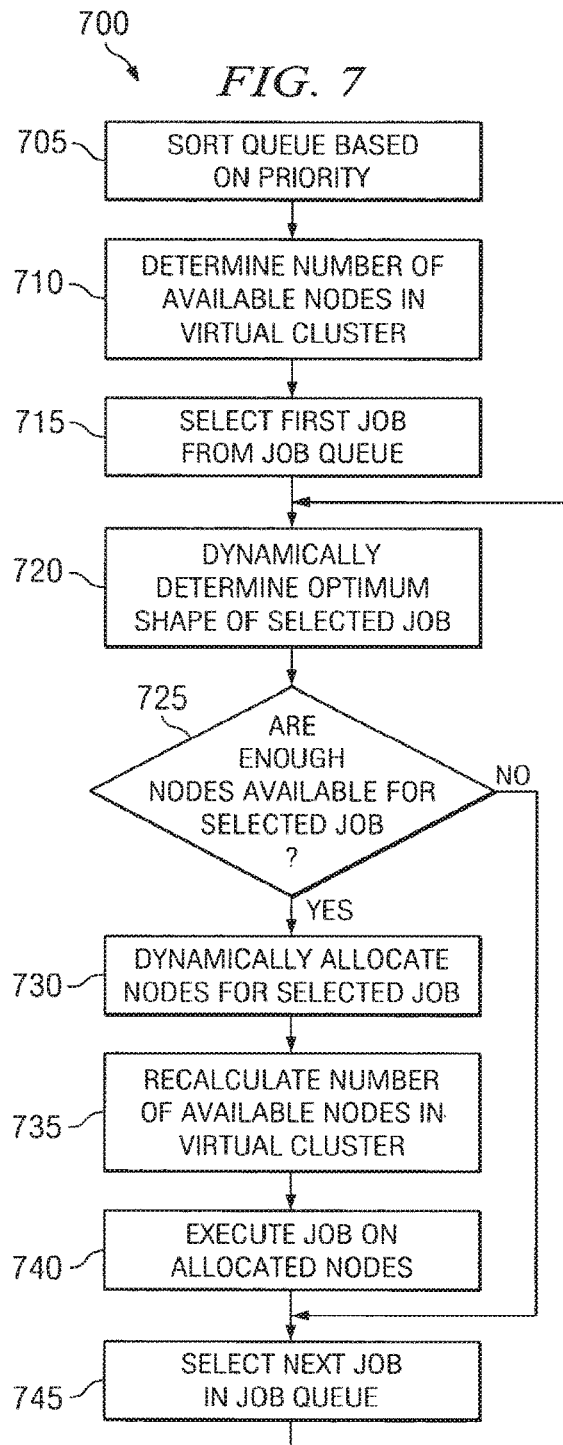 700
FIG. 7
705
SORT QUEUE BASED
ON PRIORITY
710
DETERMINE NUMBER OF
AVAILABLE NODES IN
VIRTUAL CLUSTER
715
SELECT FIRST JOB
FROM JOB QUEUE
720
DYNAMICALLY
DETERMINE OPTIMUM
SHAPE OF SELECTED JOB
725
ARE
ENOUGH
NODES AVAILABLE FOR
SELECTED JOB
?
NO
YES
730
DYNAMICALLY ALLOCATE
NODES FOR SELECTED JOB
735
RECALCULATE NUMBER
OF AVAILABLE NODES IN
VIRTUAL CLUSTER
740
EXECUTE JOB ON
ALLOCATED NODES
745
SELECT NEXT JOB
IN JOB QUEUE